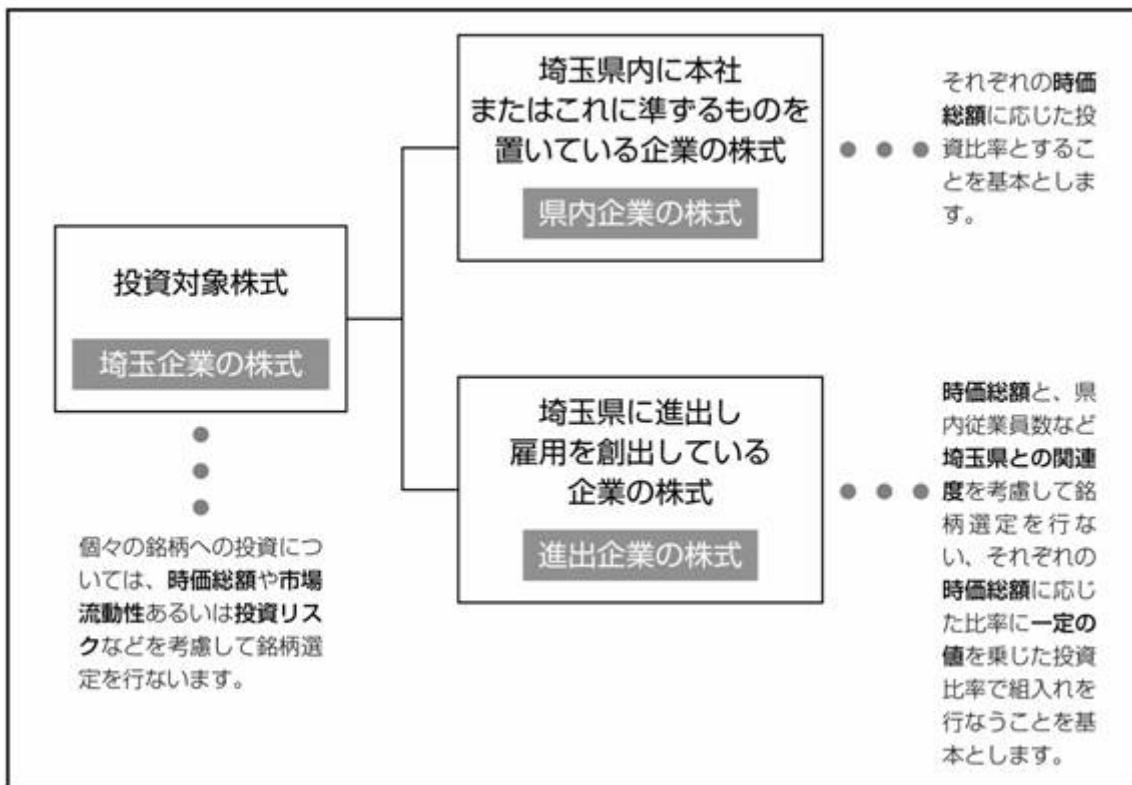 投資対象株式
埼玉企業の株式
個々の銘柄への投資につ
いては、時価総額や市場
流動性あるいは投資リス
クなどを考慮して銘柄選
定を行ないます。
埼玉県内に本社
またはこれに準ずるものを
置いている企業の株式
県内企業の株式
それぞれの時価
総額に応じた投
資比率とするこ
とを基本としま
す。
埼玉県に進出し
雇用を創出している
企業の株式
進出企業の株式
時価総額と、県
内従業員数など
埼玉県との関連
度を考慮して銘
柄選定を行な
い、それぞれの
時価総額に応じ
た比率に一定の
値を乗じた投資
比率で組入れを
行なうことを基
本とします。